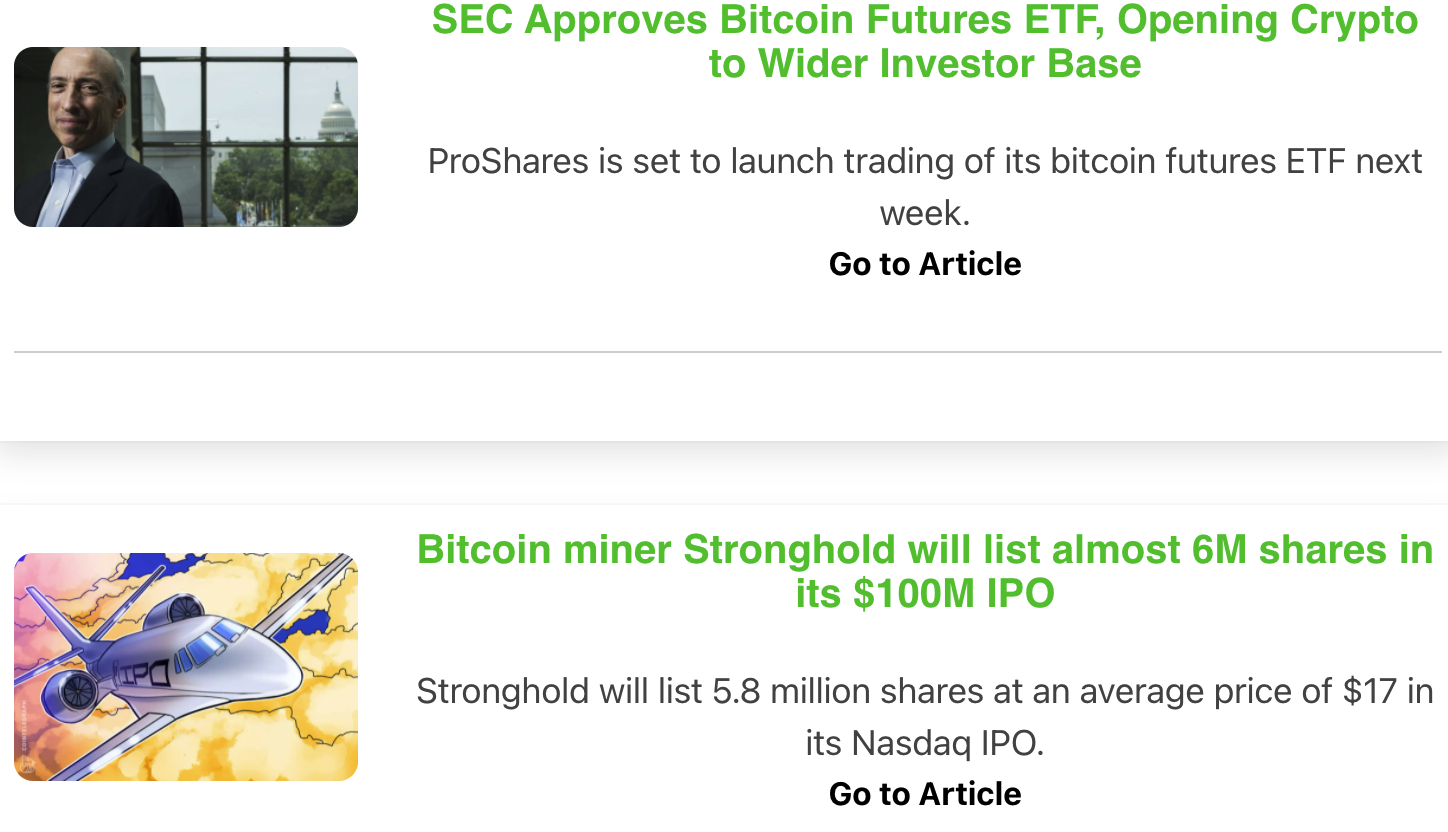 SEC Approves Bitcoin Futures ETF, Opening Crypto
to Wider Investor Base
ProShares is set to launch trading of its bitcoin futures ETF next
week.
Go to Article
Bitcoin miner Stronghold will list almost 6M shares in
its $100M IPO
IPO
Stronghold will list 5.8 million shares at an average price of $17 in
its Nasdaq IPO.
Go to Article